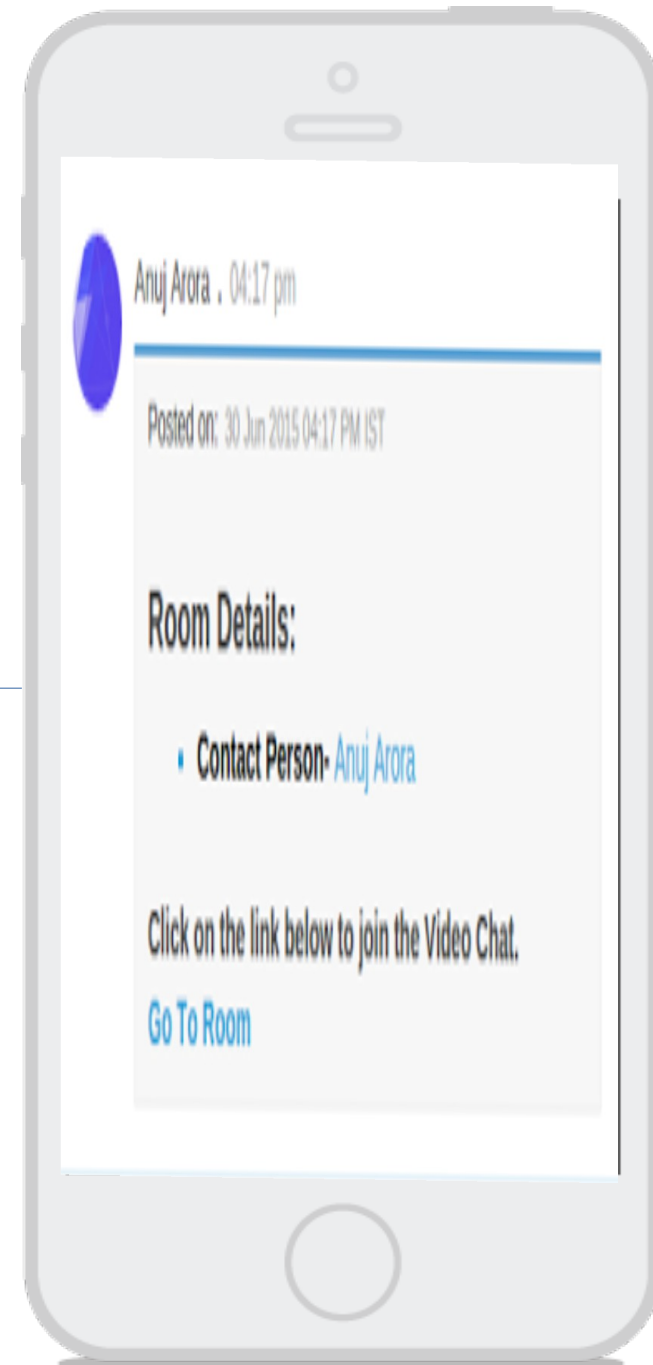 Anuj Arora . 04:17 pm
Posted on: 30 Jun 2015 04:17 PM IST
Room Details:
• Contact Person- Anuj Arora
Click on the link below to join the Video Chat.
Go To Room